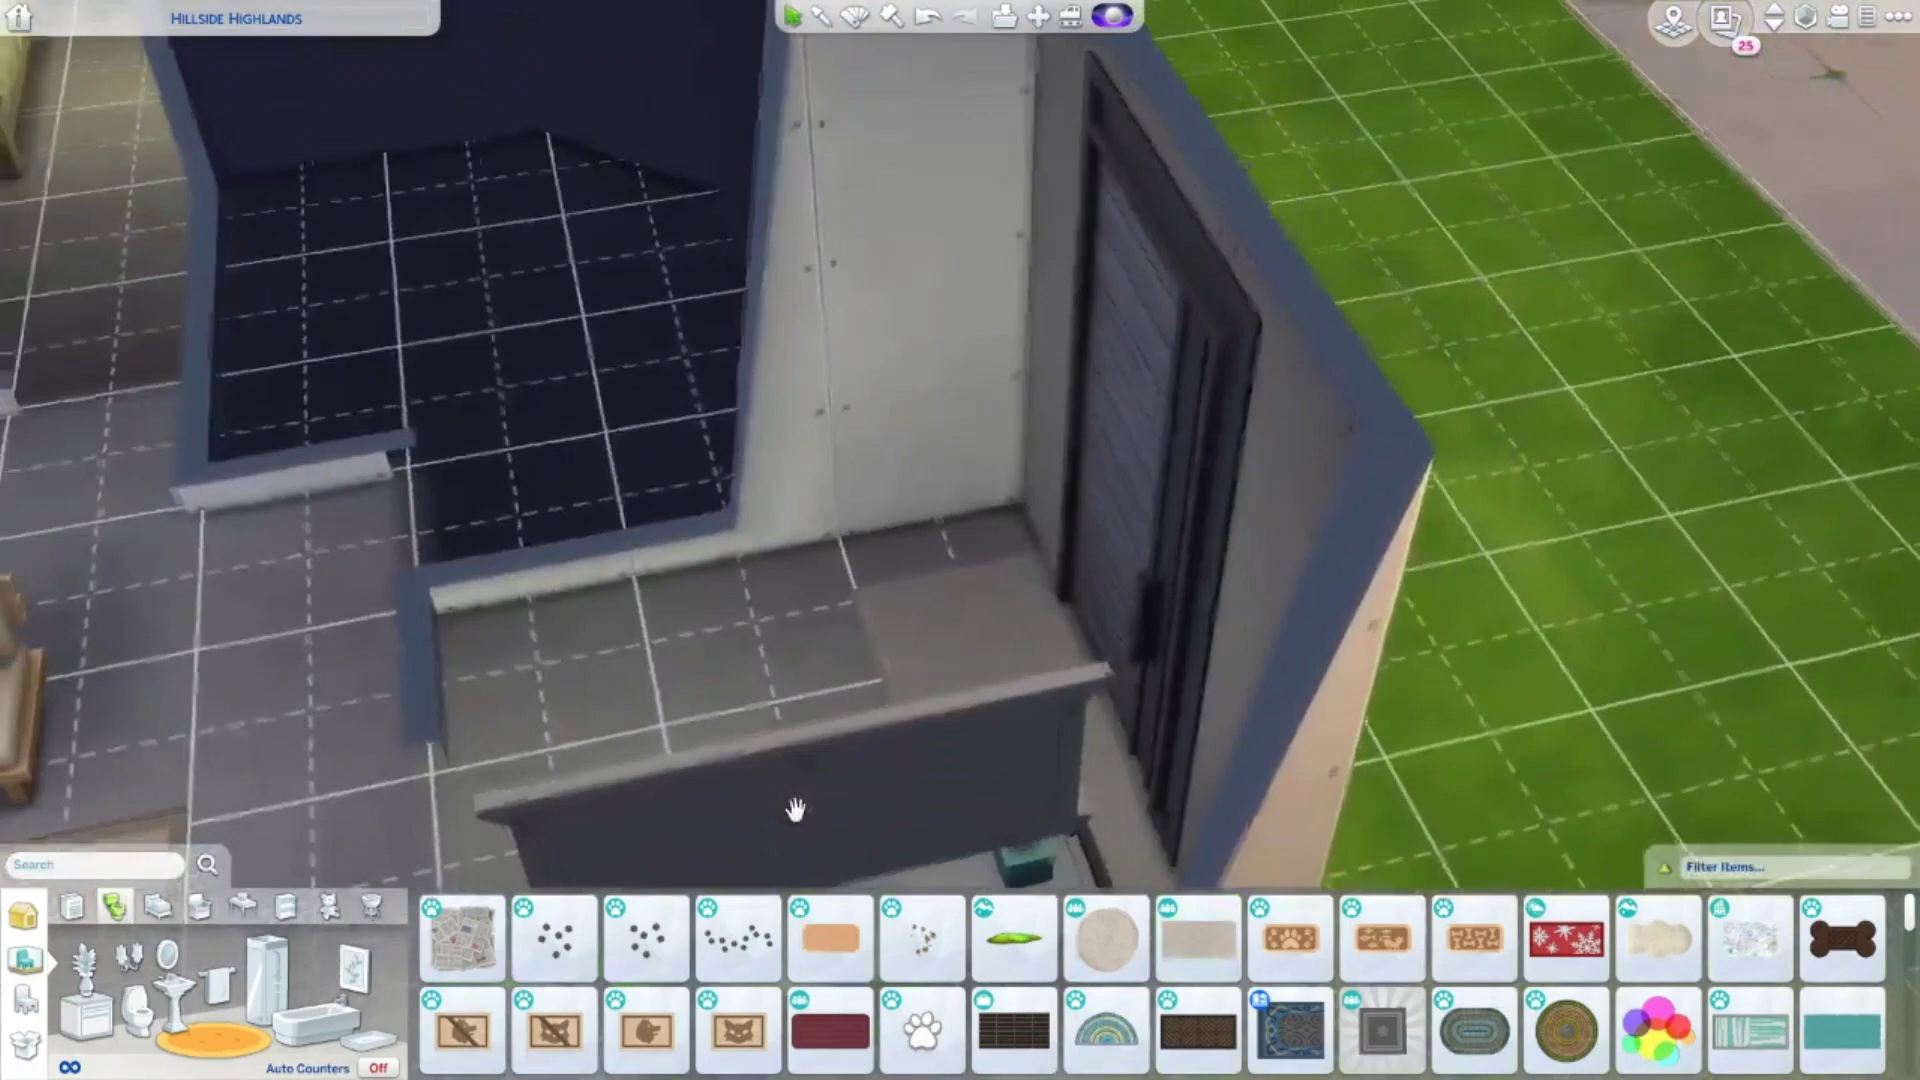 HILLSIDE HIGHLANDS
25
Search
Filter Items...
Auto Counters
Off